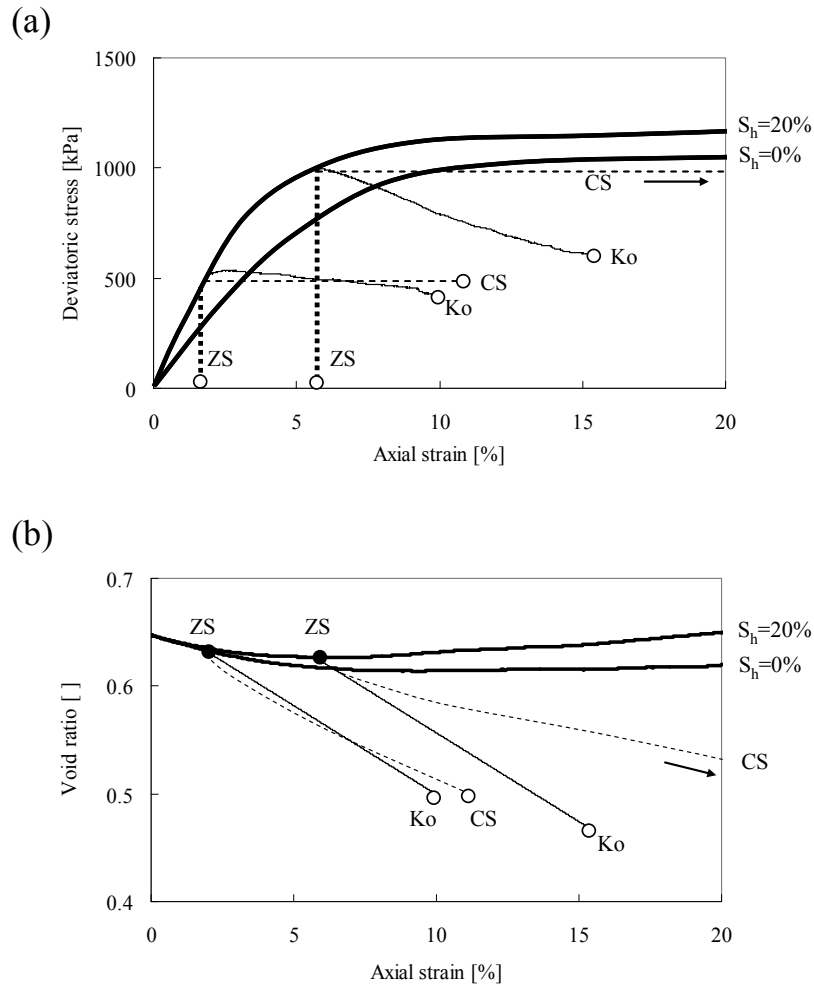 (a)
1500
1000
500
0
Deviatoric stress [kPa]
S_h=20%
S_h=0%
CS
Ko
CS
Ko
ZS
ZS
0 5 10 15 20
Axial strain [%]
(b)
0.7
0.6
0.5
0.4
Void ratio [ ]
ZS
ZS
S_h=20%
S_h=0%
CS
Ko
CS
Ko
0 5 10 15 20
Axial strain [%]